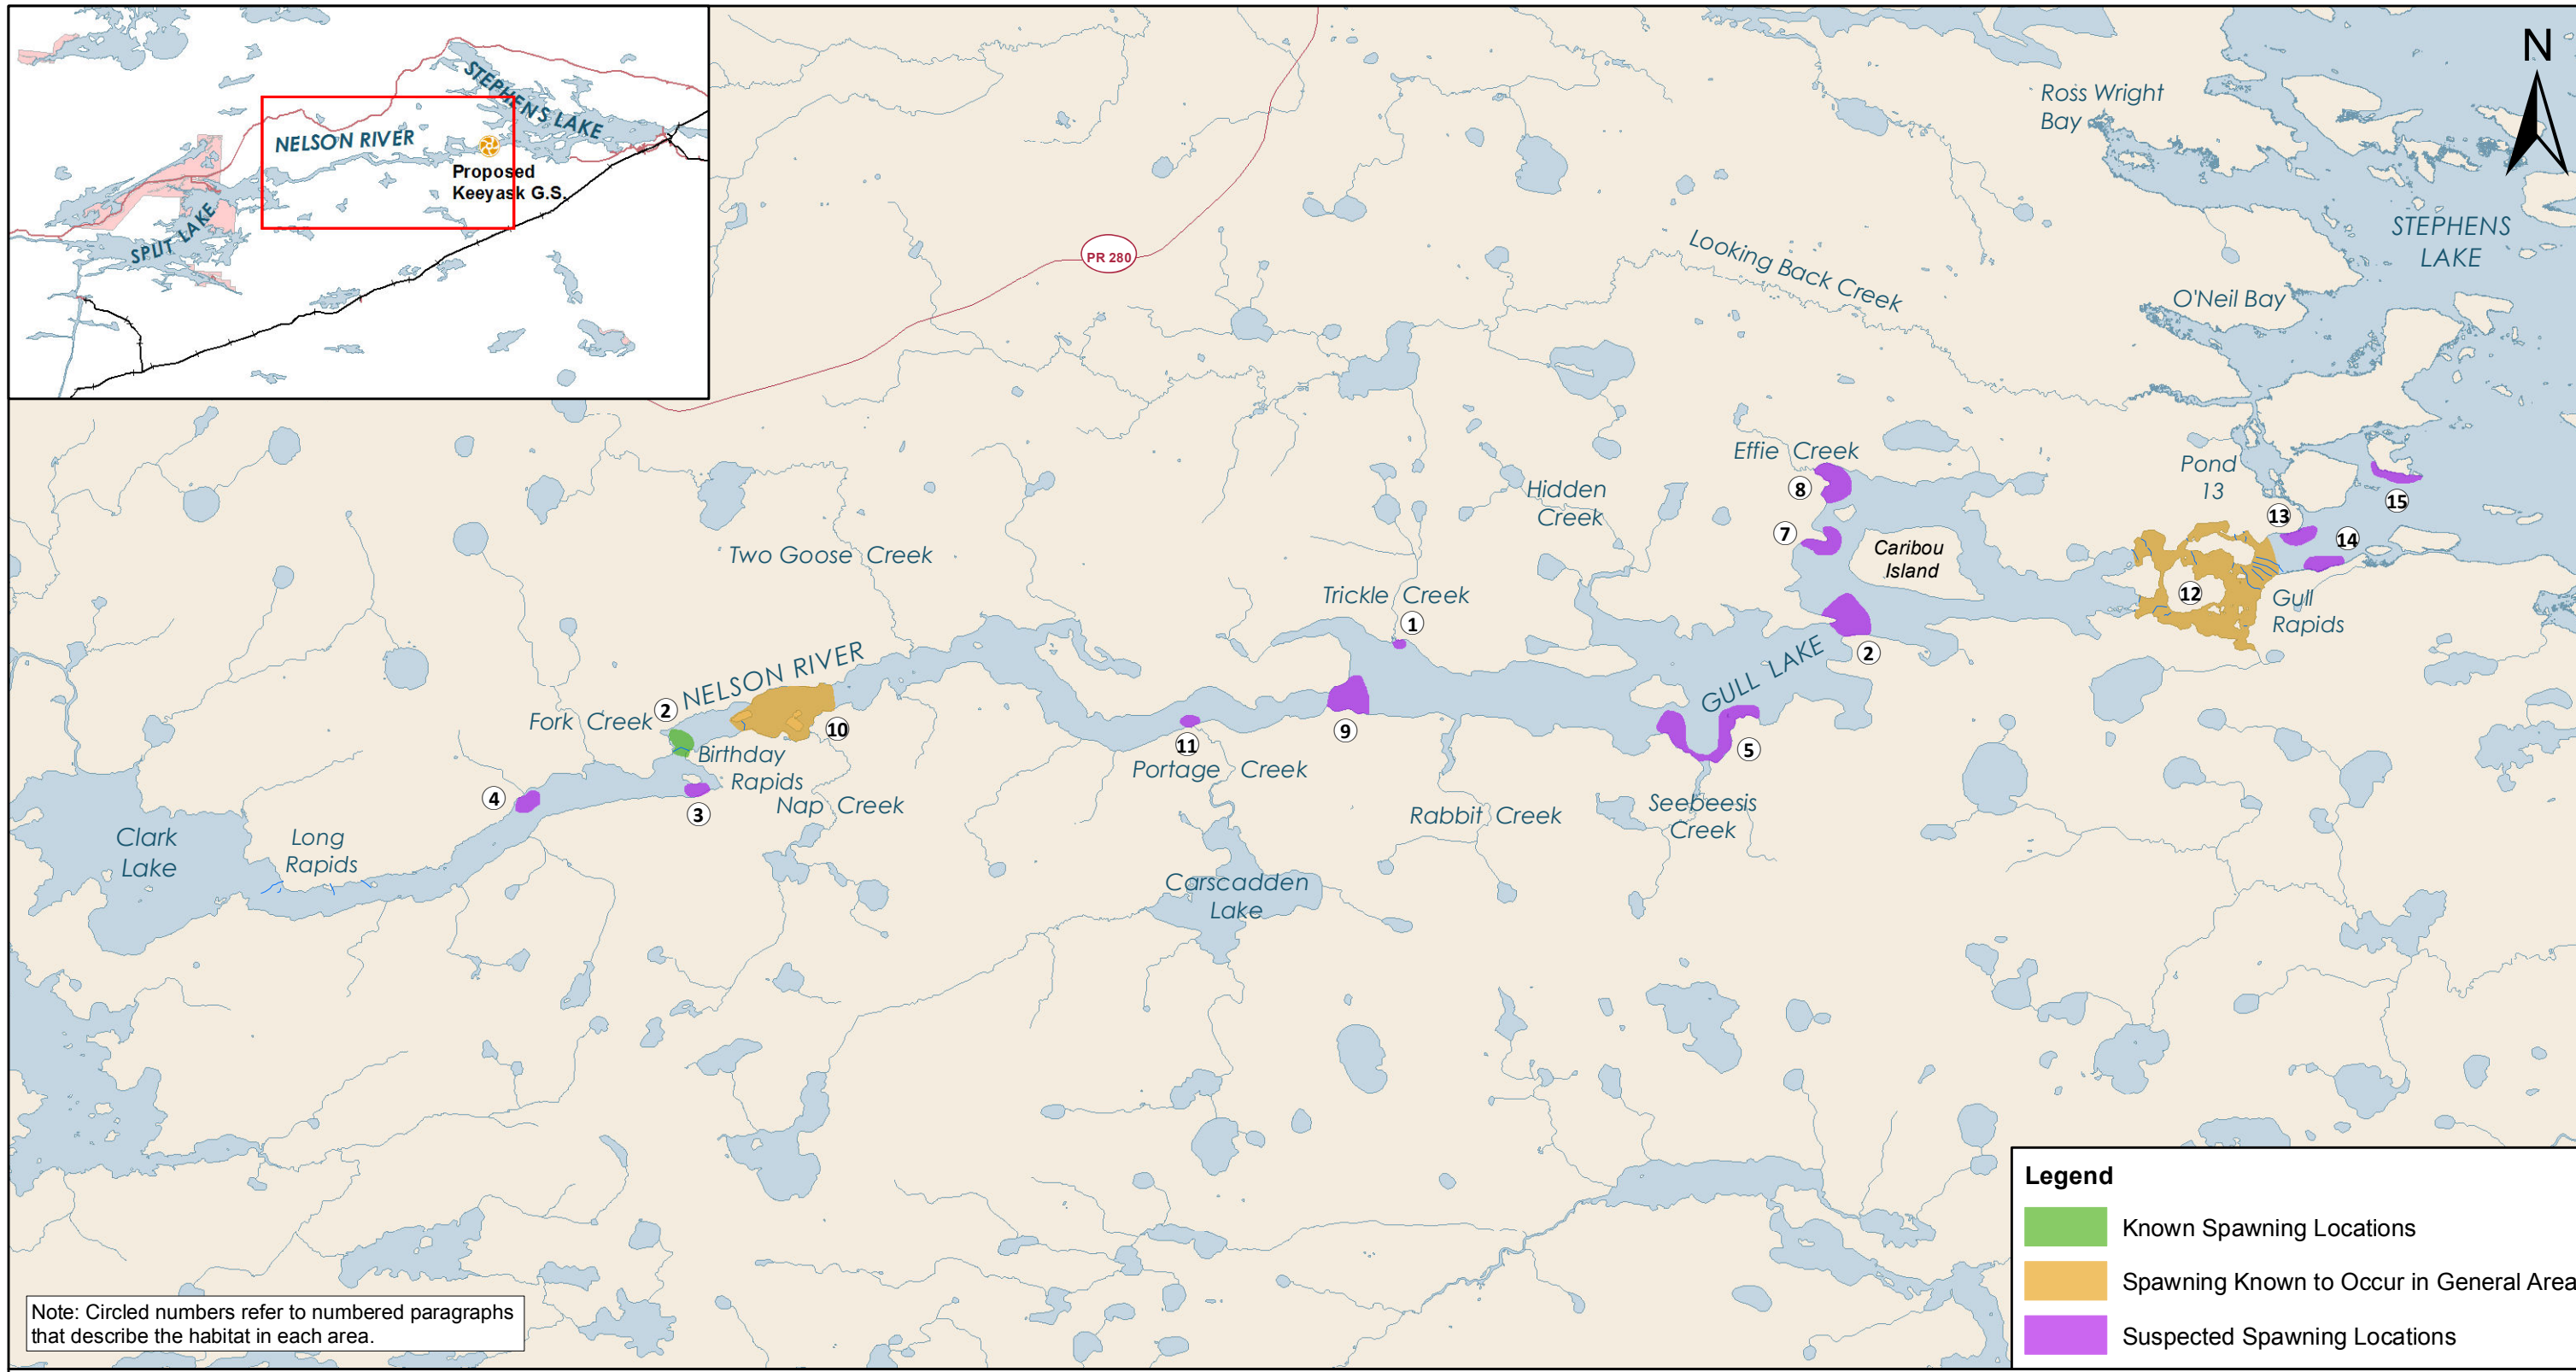 STEPHENS LAKE
NELSON RIVER
Proposed
Keeyask G.S.
SPLIT LAKE
N
Ross Wright
Bay
STEPHENS
LAKE
PR 280
Looking Back Creek
O'Neil Bay
Effie Creek
8
Pond
13
15
Hidden
Creek
7
13
14
Caribou
Island
Two Goose Creek
Trickle Creek
1
12
Gull
Rapids
2
GULL LAKE
NELSON RIVER
2
Fork Creek
10
Birthday
Rapids
11
9
5
Portage Creek
4
3
Nap Creek
Rabbit Creek
Seebeesis
Creek
Clark
Lake
Long
Rapids
Carscadden
Lake
Legend
Known Spawning Locations
Spawning Known to Occur in General Area
Suspected Spawning Locations
Note: Circled numbers refer to numbered paragraphs
that describe the habitat in each area.